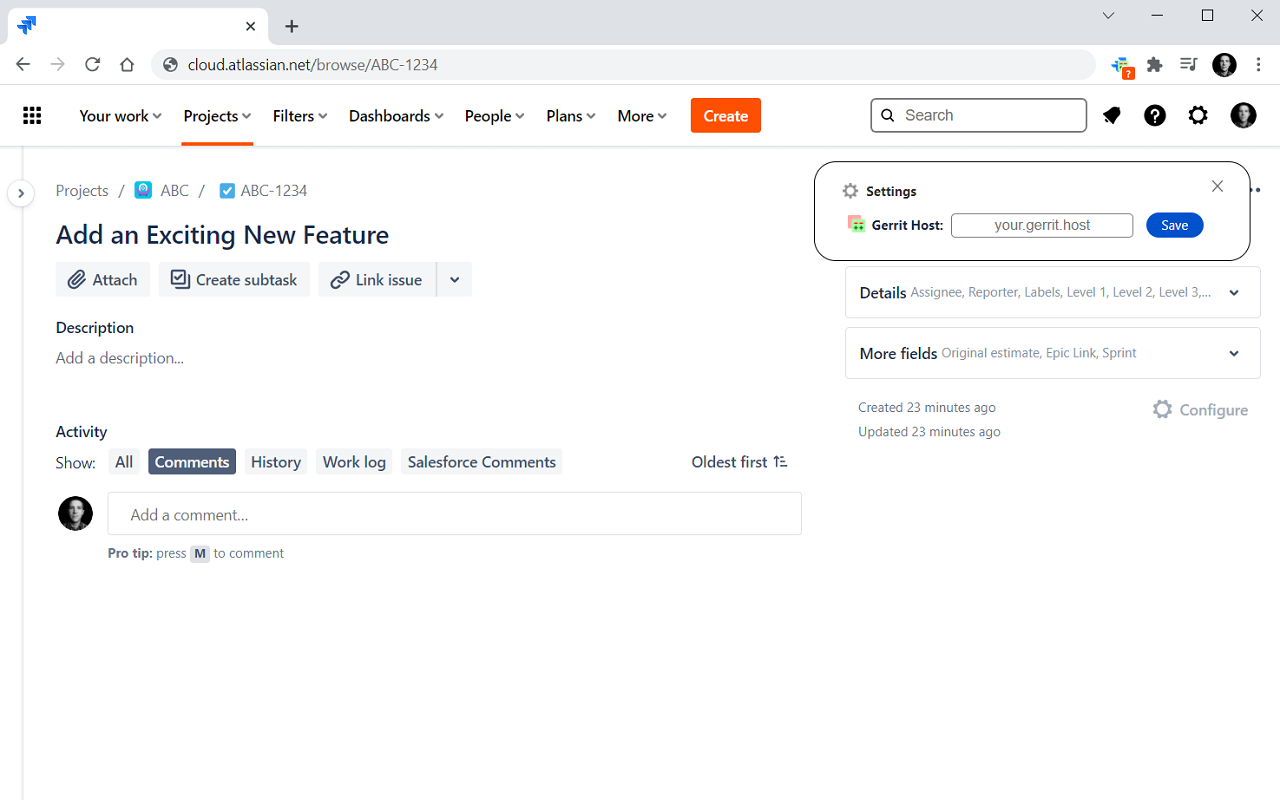 cloud.atlassian.net/browse/ABC-1234
?
Your work Projects Filters Dashboards People Plans More Create Search
Projects / ABC / ABC-1234
Add an Exciting New Feature
Attach Create subtask Link issue
Description
Add a description...
Activity
Show: All Comments History Work log Salesforce Comments Oldest first
Add a comment...
Pro tip: press M to comment
Settings
Gerrit Host: your.gerrit.host Save
Details Assignee, Reporter, Labels, Level 1, Level 2, Level 3,...
More fields Original estimate, Epic Link, Sprint
Created 23 minutes ago Configure
Updated 23 minutes ago